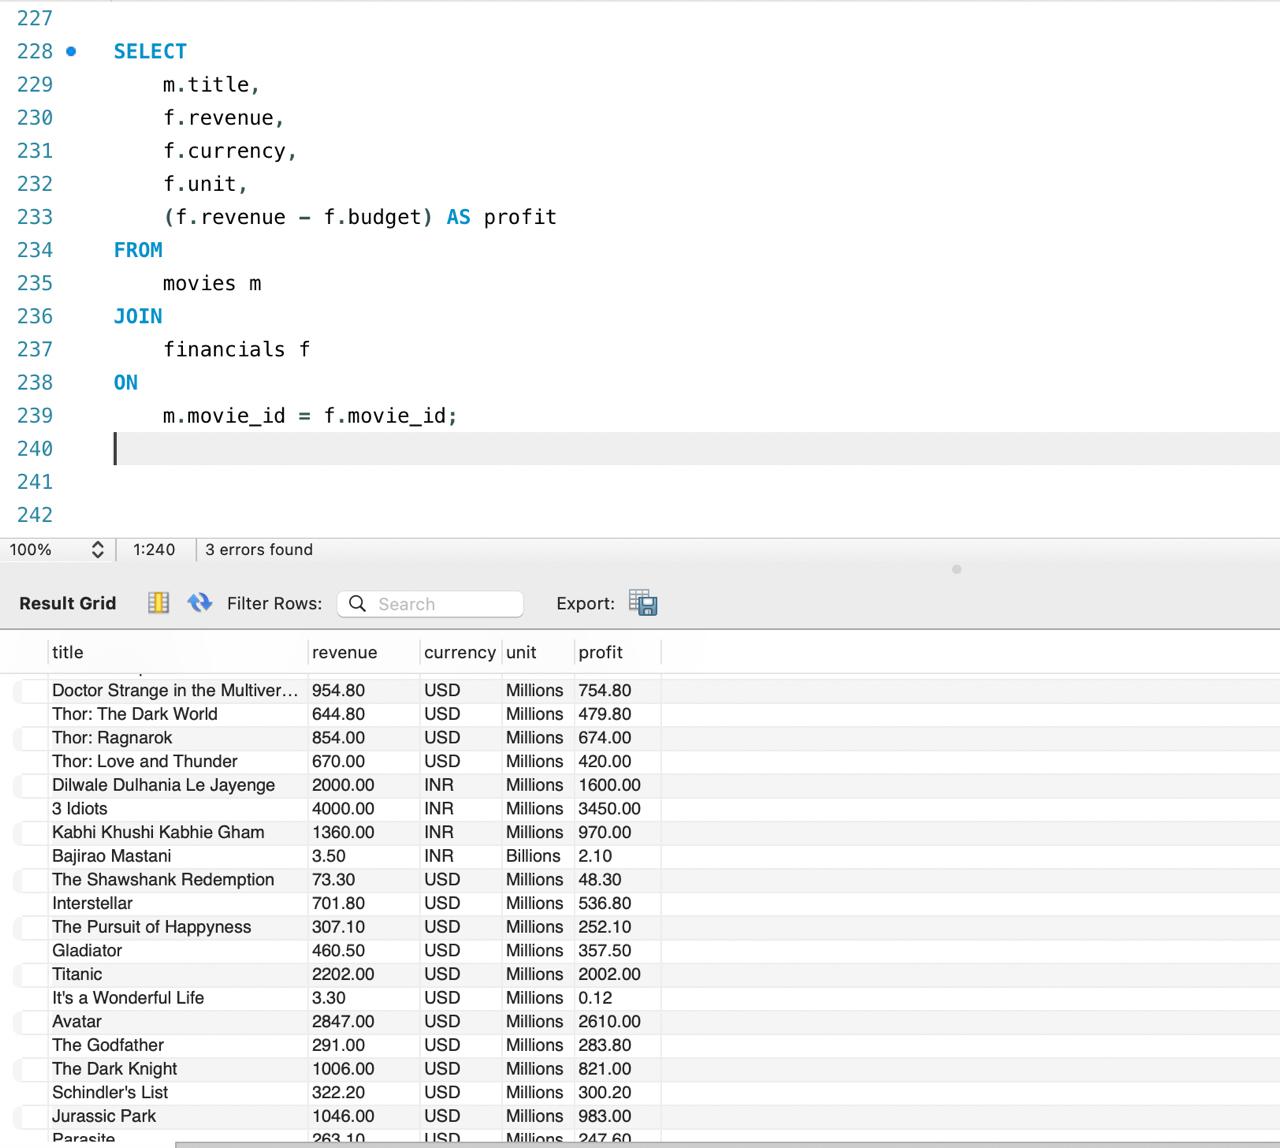 227
228 SELECT
229 m.title,
230 f.revenue,
231 f.currency,
232 f.unit,
233 (f.revenue - f.budget) AS profit
234 FROM
235 movies m
236 JOIN
237 financials f
238 ON
239 m.movie_id = f.movie_id;
240
241
242
100% 1:240 3 errors found
Result Grid Filter Rows: Search Export:
title revenue currency unit profit
Doctor Strange in the Multiver... 954.80 USD Millions 754.80
Thor: The Dark World 644.80 USD Millions 479.80
Thor: Ragnarok 854.00 USD Millions 674.00
Thor: Love and Thunder 670.00 USD Millions 420.00
Dilwale Dulhania Le Jayenge 2000.00 INR Millions 1600.00
3 Idiots 4000.00 INR Millions 3450.00
Kabhi Khushi Kabhie Gham 1360.00 INR Millions 970.00
Bajirao Mastani 3.50 INR Billions 2.10
The Shawshank Redemption 73.30 USD Millions 48.30
Interstellar 701.80 USD Millions 536.80
The Pursuit of Happyness 307.10 USD Millions 252.10
Gladiator 460.50 USD Millions 357.50
Titanic 2202.00 USD Millions 2002.00
It's a Wonderful Life 3.30 USD Millions 0.12
Avatar 2847.00 USD Millions 2610.00
The Godfather 291.00 USD Millions 283.80
The Dark Knight 1006.00 USD Millions 821.00
Schindler's List 322.20 USD Millions 300.20
Jurassic Park 1046.00 USD Millions 983.00
Parasite 263.10 USD Millions 247.60